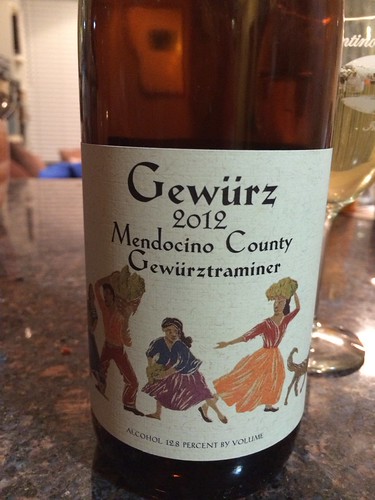 Gewürz
2012
Mendocino County
Gewürztraminer
ALCOHOL 12.8 PERCENT BY VOLUME